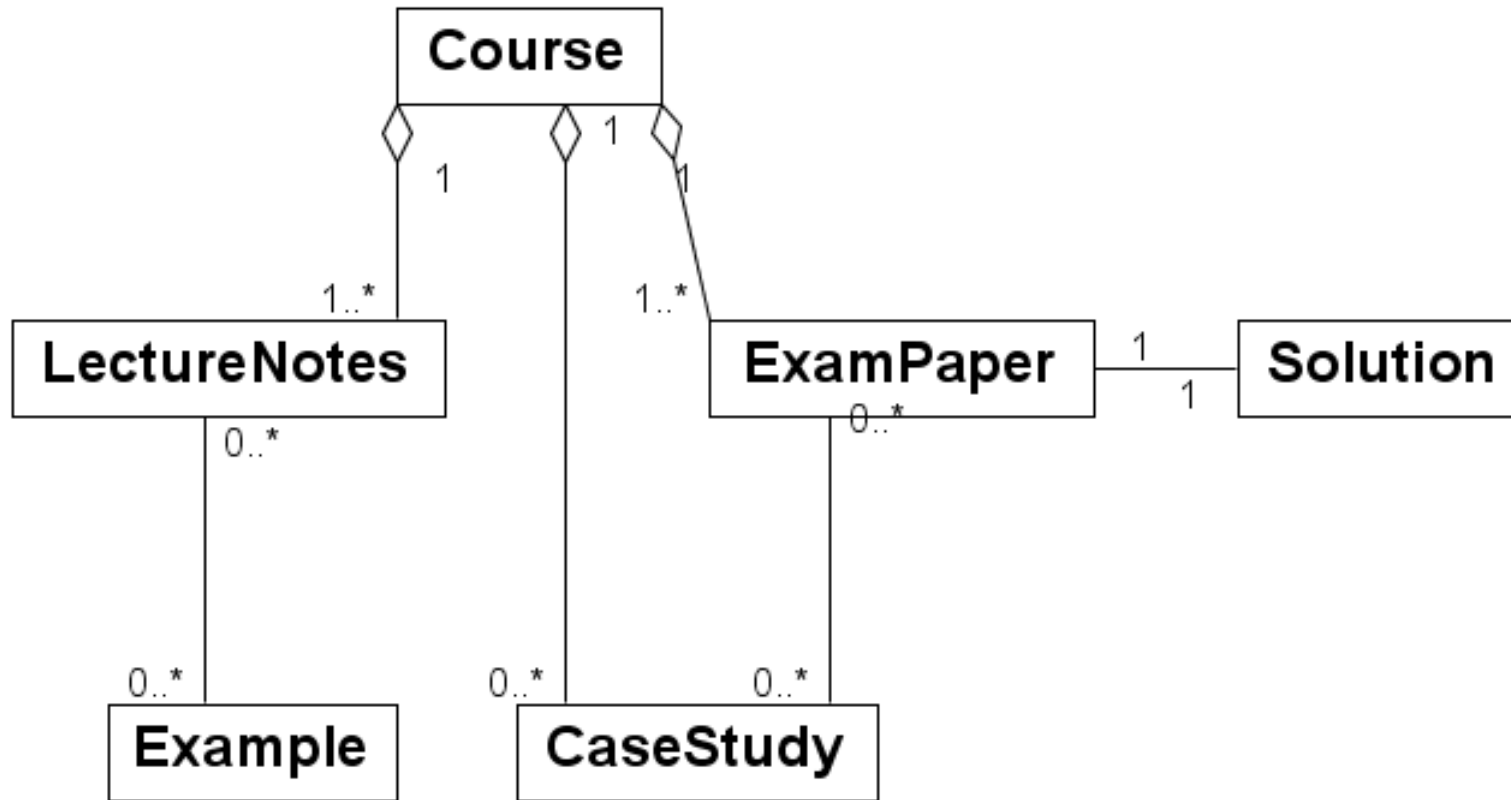 Course
1
1
1
1..*
1..*
LectureNotes
ExamPaper
1
1
Solution
0..*
0..*
0..*
0..*
0..*
Example
CaseStudy